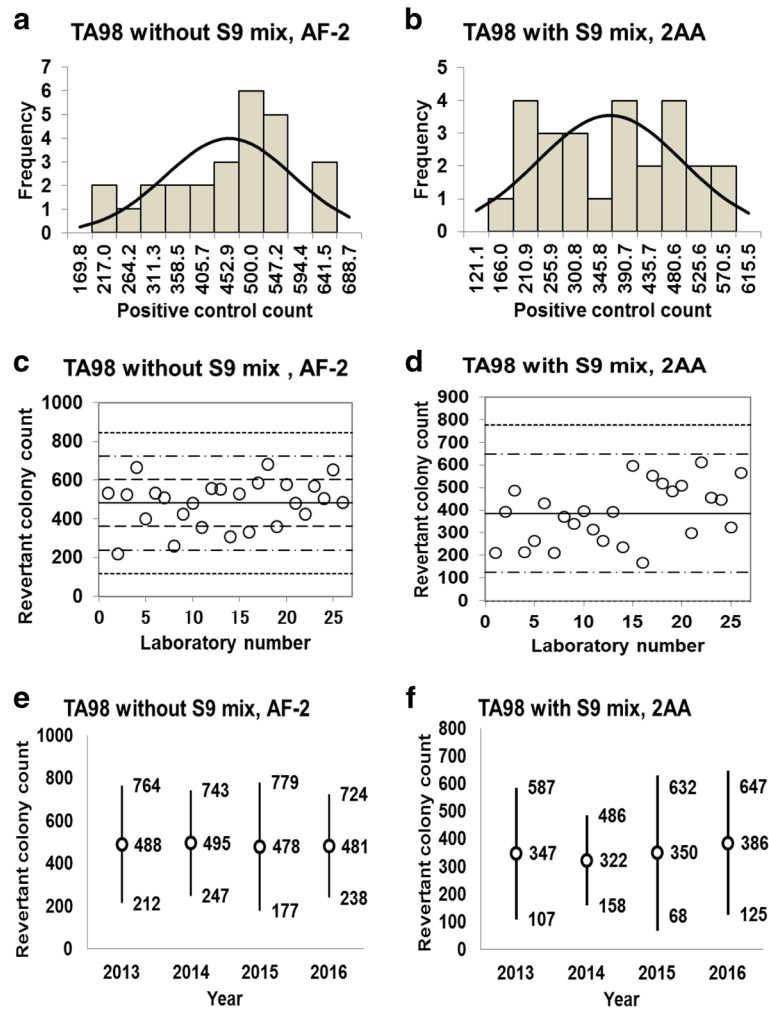 a
TA98 without S9 mix, AF-2
Frequency
7
6
5
4
3
2
1
0
169.8
217.0
264.2
311.3
358.5
405.7
452.9
500.0
547.2
594.4
641.5
688.7
Positive control count
b
TA98 with S9 mix, 2AA
Frequency
5
4
3
2
1
0
121.1
166.0
210.9
255.9
300.8
345.8
390.7
435.7
480.6
525.6
570.5
615.5
Positive control count
c
TA98 without S9 mix , AF-2
Revertant colony count
1000
800
600
400
200
0
0 5 10 15 20 25
Laboratory number
d
TA98 with S9 mix, 2AA
Revertant colony count
900
800
700
600
500
400
300
200
100
0
0 5 10 15 20 25
Laboratory number
e
TA98 without S9 mix, AF-2
Revertant colony count
1000
800
600
400
200
0
764 743 779 724
488 495 478 481
212 247 177 238
2013 2014 2015 2016
Year
f
TA98 with S9 mix, 2AA
Revertant colony count
800
700
600
500
400
300
200
100
0
587 486 632 647
347 322 350 386
107 158 68 125
2013 2014 2015 2016
Year